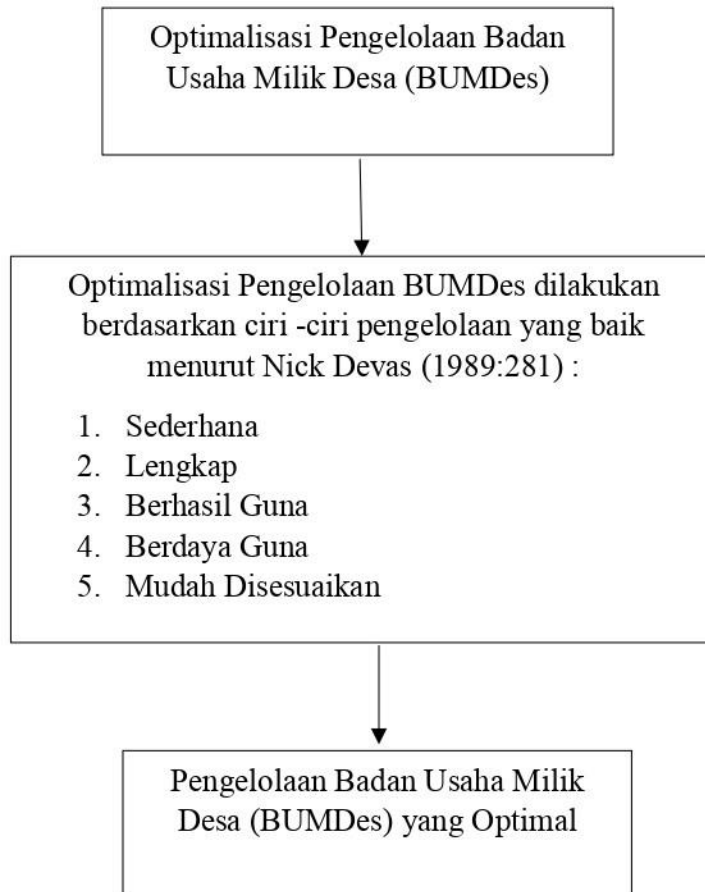 Optimalisasi Pengelolaan Badan
Usaha Milik Desa (BUMDes)
Optimalisasi Pengelolaan BUMDes dilakukan
berdasarkan ciri -ciri pengelolaan yang baik
menurut Nick Devas (1989:281) :
1. Sederhana
2. Lengkap
3. Berhasil Guna
4. Berdaya Guna
5. Mudah Disesuaikan
Pengelolaan Badan Usaha Milik
Desa (BUMDes) yang Optimal